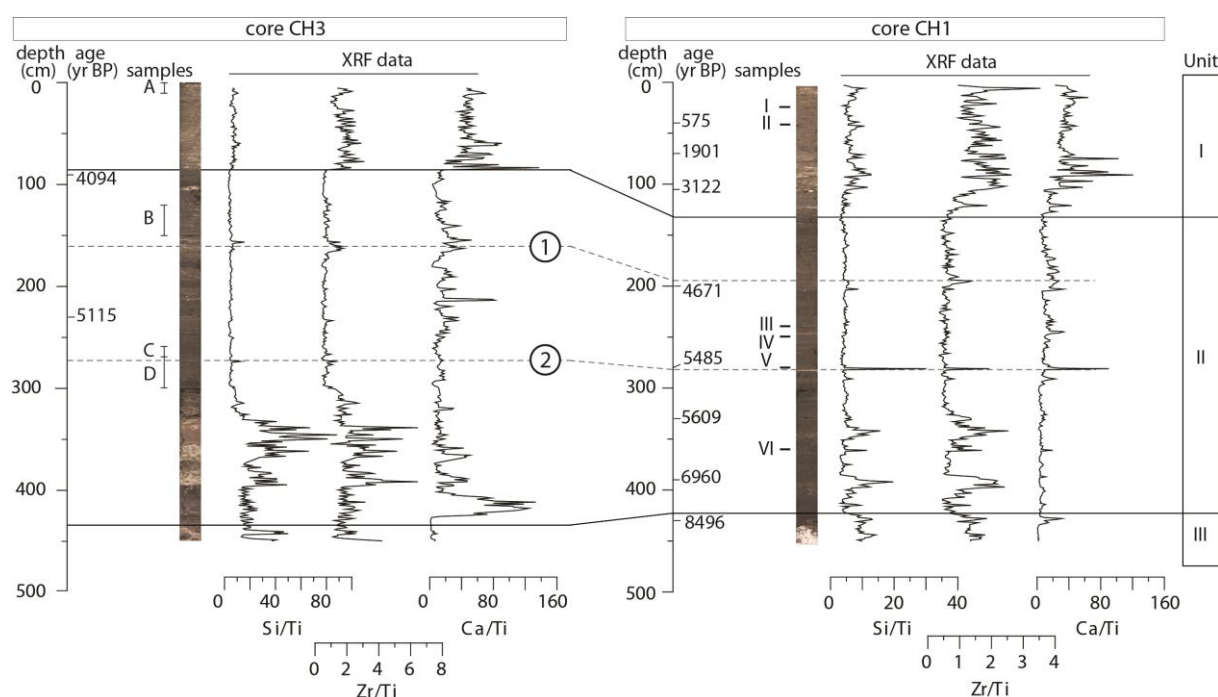 core CH3
core CH1
depth age
(cm) (yr BP) samples
XRF data
depth age
(cm) (yr BP) samples
XRF data
Unit
0
A
4094
100
B
1
200
5115
C
2
D
300
400
500
0 40 80
Si/Ti
0 80 160
Ca/Ti
0 2 4 6 8
Zr/Ti
0
I
575
II
1901
100
3122
200
4671
III
IV
V
5485
300
5609
VI
6960
400
8496
500
I
II
III
0 20 40
Si/Ti
0 80 160
Ca/Ti
0 1 2 3 4
Zr/Ti